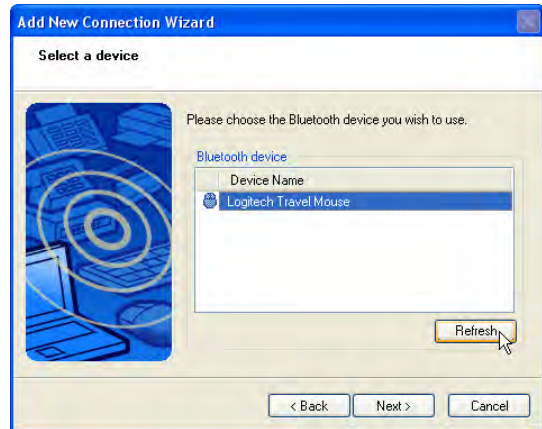 Add New Connection Wizard
Select a device
Please choose the Bluetooth device you wish to use.
Bluetooth device
Device Name
Logitech Travel Mouse
Refresh
< Back Next > Cancel